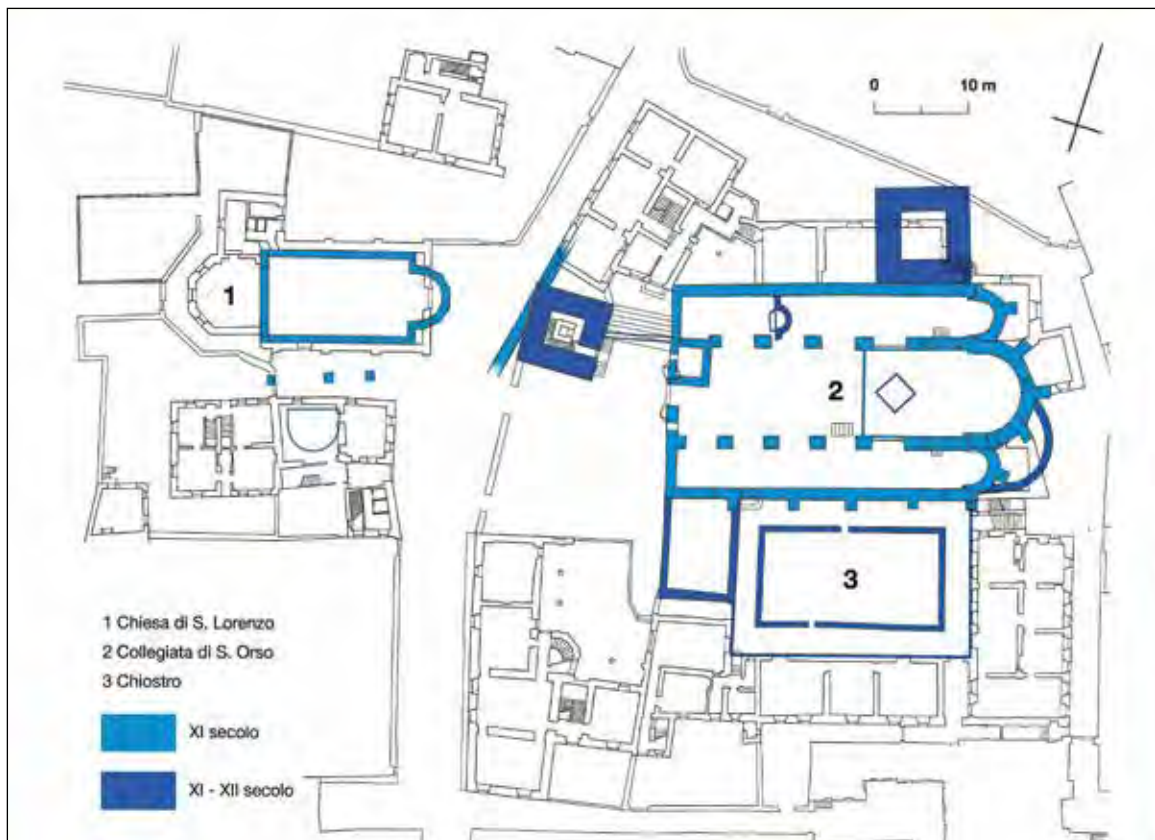 0 10 m
1
2
3
1 Chiesa di S. Lorenzo
2 Collegiata di S. Orso
3 Chiostro
XI secolo
XI - XII secolo